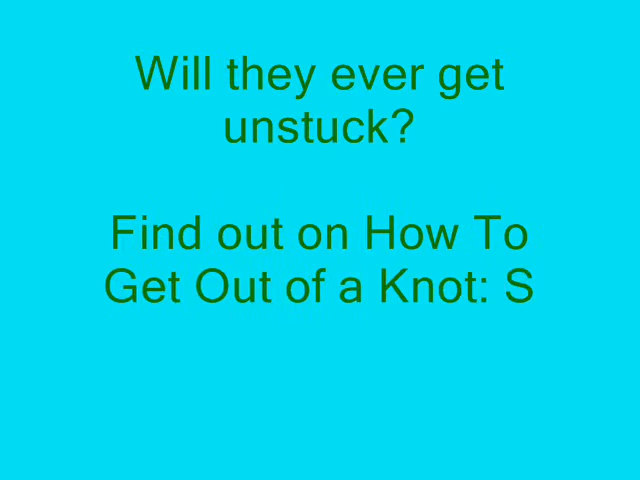 Will they ever get
unstuck?
Find out on How To
Get Out of a Knot: S